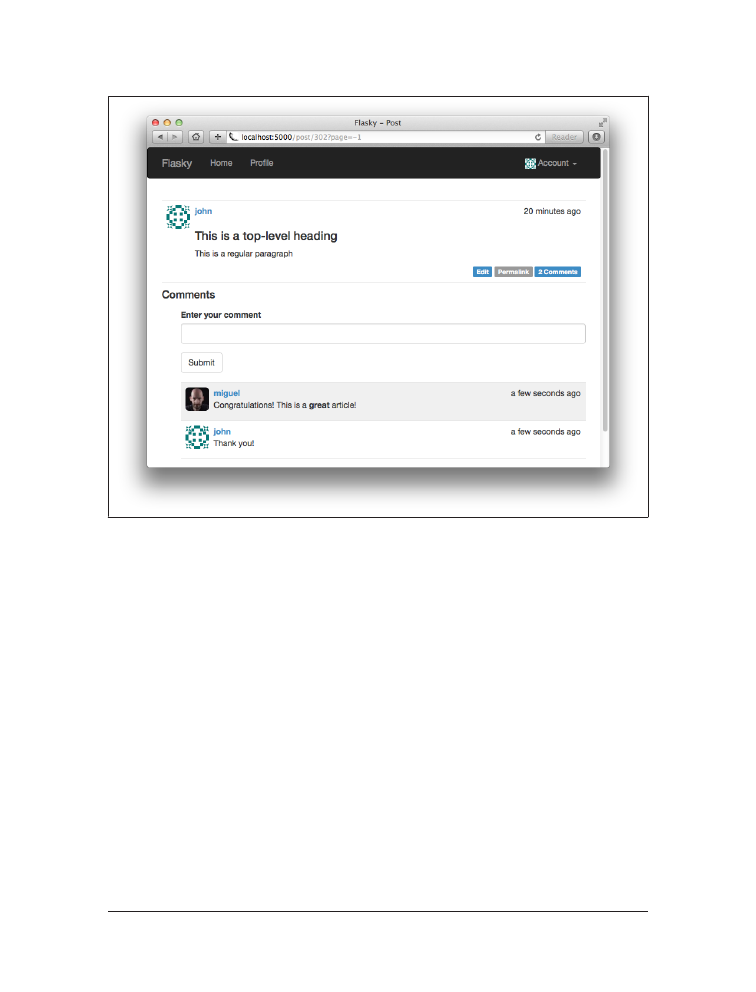 Flasky – Post
localhost:5000/post/302?page=-1
Reader
Flasky Home Profile Account
john 20 minutes ago
This is a top-level heading
This is a regular paragraph
Edit Permalink 2 Comments
Comments
Enter your comment
Submit
miguel a few seconds ago
Congratulations! This is a great article!
john a few seconds ago
Thank you!